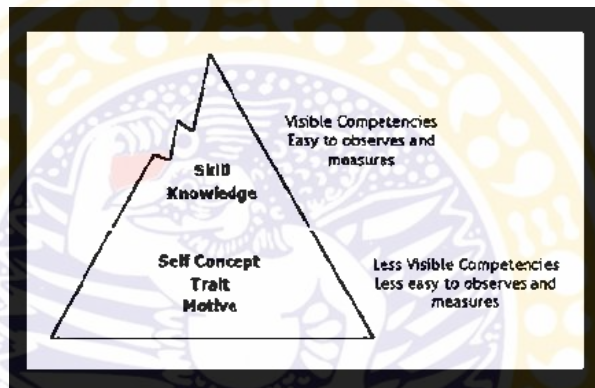 Visible Competencies
Easy to observes and
measures
Skill
Knowledge
Self Concept
Trait
Motive
Less Visible Competencies
Less easy to observes and
measures